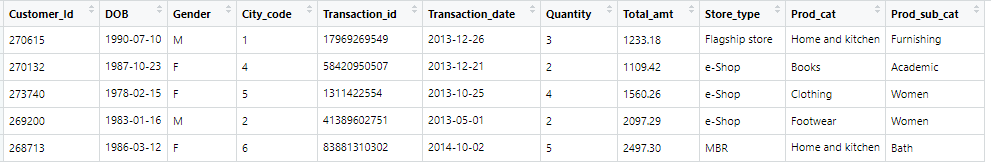 Customer_Id DOB Gender City_code Transaction_id Transaction_date Quantity Total_amt Store_type Prod_cat Prod_sub_cat
270615 1990-07-10 M 1 17969269549 2013-12-26 3 1233.18 Flagship store Home and kitchen Furnishing
270132 1987-10-23 F 4 58420950507 2013-12-21 2 1109.42 e-Shop Books Academic
273740 1978-02-15 F 5 1311422554 2013-10-25 4 1560.26 e-Shop Clothing Women
269200 1983-01-16 M 2 41389602751 2013-05-01 2 2097.29 e-Shop Footwear Women
268713 1986-03-12 F 6 83881310302 2014-10-02 5 2497.30 MBR Home and kitchen Bath